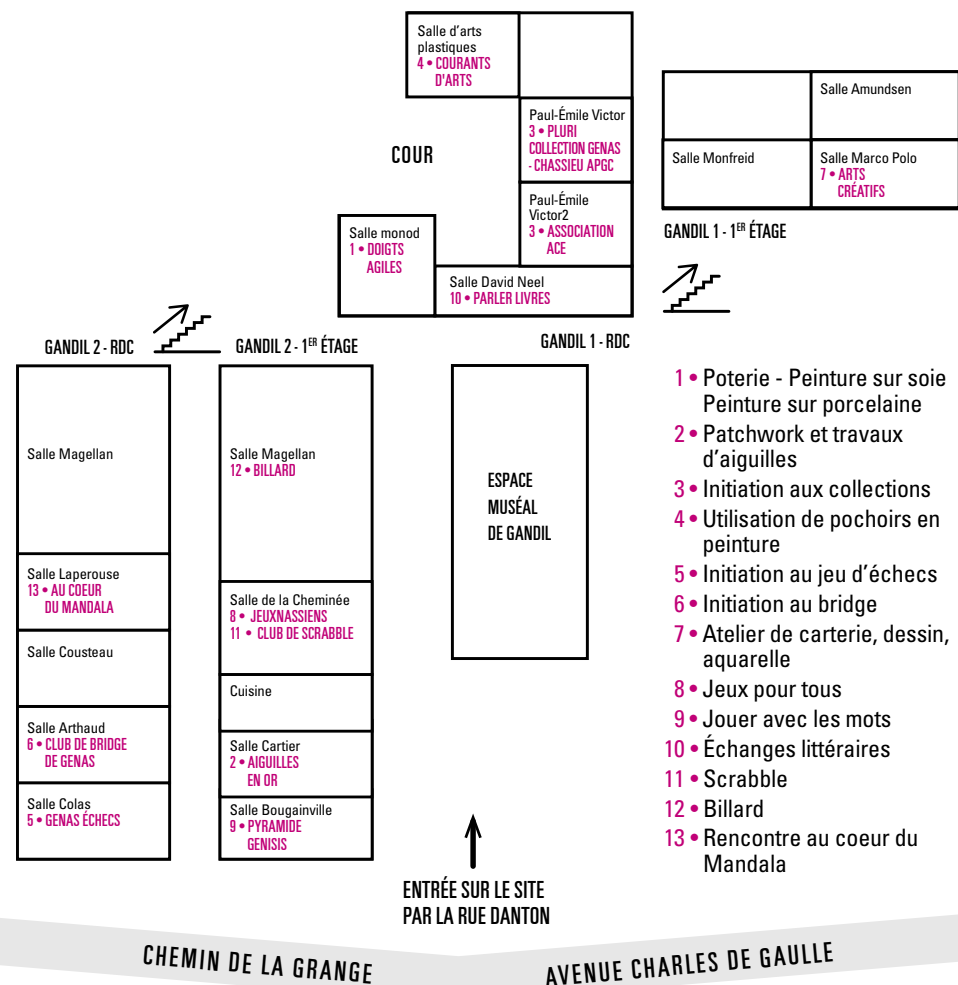 Salle d'arts
plastiques
4 • COURANTS
D'ARTS
Paul-Émile Victor
3 • PLURI
COLLECTION GENAS
- CHASSIEU APGC
Paul-Émile
Victor2
3 • ASSOCIATION
ACE
COUR
Salle monod
1 • DOIGTS
AGILES
Salle David Neel
10 • PARLER LIVRES
GANDIL 1 - RDC
Salle Amundsen
Salle Monfreid
Salle Marco Polo
7 • ARTS
CRÉATIFS
GANDIL 1 - 1ER ÉTAGE
GANDIL 2 - RDC
Salle Magellan
Salle Laperouse
13 • AU COEUR
DU MANDALA
Salle Cousteau
Salle Arthaud
6 • CLUB DE BRIDGE
DE GENAS
Salle Colas
5 • GENAS ÉCHECS
GANDIL 2 - 1ER ÉTAGE
Salle Magellan
12 • BILLARD
Salle de la Cheminée
8 • JEUXNASSIENS
11 • CLUB DE SCRABBLE
Cuisine
Salle Cartier
2 • AIGUILLES
EN OR
Salle Bougainville
9 • PYRAMIDE
GENISIS
ESPACE
MUSÉAL
DE GANDIL
1 • Poterie - Peinture sur soie
Peinture sur porcelaine
2 • Patchwork et travaux
d'aiguilles
3 • Initiation aux collections
4 • Utilisation de pochoirs en
peinture
5 • Initiation au jeu d'échecs
6 • Initiation au bridge
7 • Atelier de carterie, dessin,
aquarelle
8 • Jeux pour tous
9 • Jouer avec les mots
10 • Échanges littéraires
11 • Scrabble
12 • Billard
13 • Rencontre au coeur du
Mandala
ENTRÉE SUR LE SITE
PAR LA RUE DANTON
CHEMIN DE LA GRANGE
AVENUE CHARLES DE GAULLE